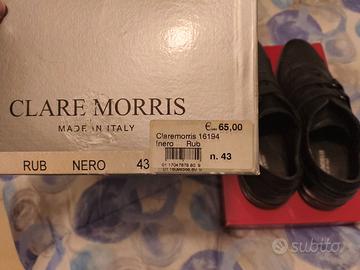 CLARE MORRIS
MADE IN ITALY
RUB NERO 43
€ 65,00
Claremorris 16194
nero Rub
n. 43
subito